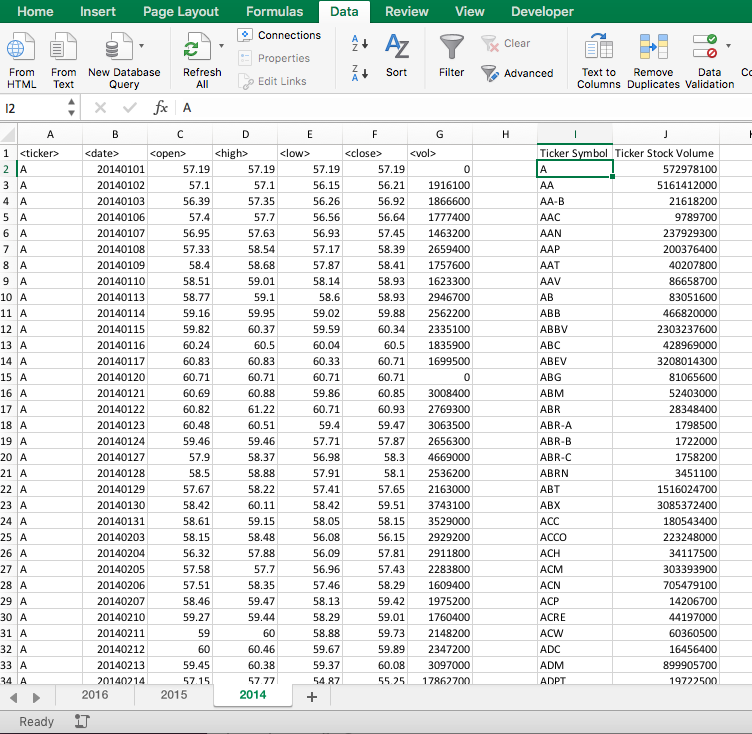 Home Insert Page Layout Formulas Data Review View Developer
Connections
Properties
Edit Links
Clear
Advanced
From HTML From Text New Database Query Refresh All Sort Filter Text to Columns Remove Duplicates Data Validation
I2 fx A
A B C D E F G H I J
1 <ticker> <date> <open> <high> <low> <close> <vol> Ticker Symbol Ticker Stock Volume
2 A 20140101 57.19 57.19 57.19 57.19 0 A 572978100
3 A 20140102 57.1 57.1 56.15 56.21 1916100 AA 5161412000
4 A 20140103 56.39 57.35 56.26 56.92 1866600 AA-B 21618200
5 A 20140106 57.4 57.7 56.56 56.64 1777400 AAC 9789700
6 A 20140107 56.95 57.63 56.93 57.45 1463200 AAN 237929300
7 A 20140108 57.33 58.54 57.17 58.39 2659400 AAP 200376400
8 A 20140109 58.4 58.68 57.87 58.41 1757600 AAT 40207800
9 A 20140110 58.51 59.01 58.14 58.93 1623300 AAV 86658700
10 A 20140113 58.77 59.1 58.6 58.93 2946700 AB 83051600
11 A 20140114 59.16 59.95 59.02 59.88 2562200 ABB 466820000
12 A 20140115 59.82 60.37 59.59 60.34 2335100 ABBV 2303237600
13 A 20140116 60.24 60.5 60.04 60.5 1835900 ABC 428969000
14 A 20140117 60.83 60.83 60.33 60.71 1699500 ABEV 3208014300
15 A 20140120 60.71 60.71 60.71 60.71 0 ABG 81065600
16 A 20140121 60.69 60.88 59.86 60.85 3008400 ABM 52403000
17 A 20140122 60.82 61.22 60.71 60.93 2769300 ABR 28348400
18 A 20140123 60.48 60.51 59.4 59.47 3063500 ABR-A 1798500
19 A 20140124 59.46 59.46 57.71 57.87 2656300 ABR-B 1722000
20 A 20140127 57.9 58.37 56.98 58.3 4669000 ABR-C 1758200
21 A 20140128 58.5 58.88 57.91 58.1 2536200 ABRN 3451100
22 A 20140129 57.67 58.22 57.41 57.65 2163000 ABT 1516024700
23 A 20140130 58.42 60.11 58.42 59.51 3743100 ABX 3085372400
24 A 20140131 58.61 59.15 58.05 58.15 3529000 ACC 180543400
25 A 20140203 58.15 58.48 56.08 56.15 2929200 ACCO 223248000
26 A 20140204 56.32 57.88 56.09 57.81 2911800 ACH 34117500
27 A 20140205 57.58 57.7 56.96 57.43 2283800 ACM 303393900
28 A 20140206 57.51 58.35 57.46 58.29 1609400 ACN 705479100
29 A 20140207 58.46 59.47 58.13 59.42 1975200 ACP 14206700
30 A 20140210 59.27 59.44 58.29 59.01 1760400 ACRE 44197000
31 A 20140211 59 60 58.88 59.73 2148200 ACW 60360500
32 A 20140212 60 60.46 59.67 59.89 2347200 ADC 16456400
33 A 20140213 59.45 60.38 59.37 60.08 3097000 ADM 899905700
34 A 20140214 57.15 57.77 54.87 55.25 17862700 ADPT 19722500
2016 2015 2014 +
Ready